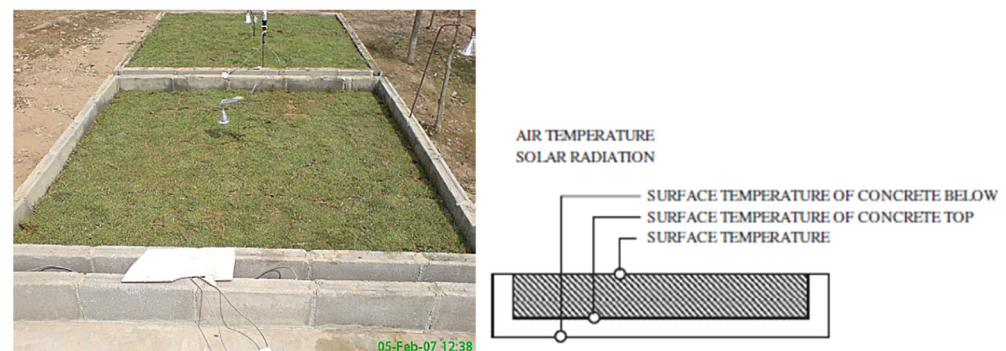 05-Feb-07 12:38
AIR TEMPERATURE
SOLAR RADIATION
SURFACE TEMPERATURE OF CONCRETE BELOW
SURFACE TEMPERATURE OF CONCRETE TOP
SURFACE TEMPERATURE